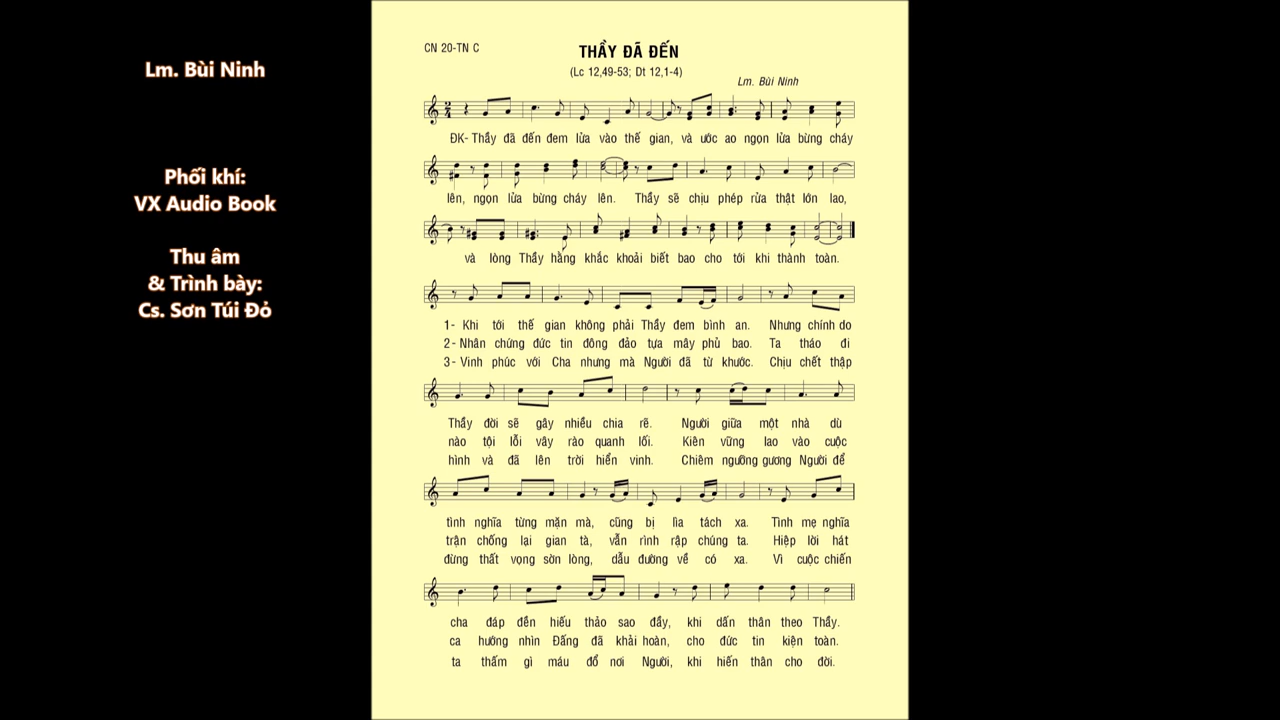 Lm. Bùi Ninh
Phối khí:
VX Audio Book
Thu âm
& Trình bày:
Cs. Sơn Túi Đỏ
CN 20-TN C
THẦY ĐÃ ĐẾN
(Lc 12,49-53; Dt 12,1-4)
Lm. Bùi Ninh
ĐK- Thầy đã đến đem lửa vào thế gian, và ước ao ngọn lửa bừng cháy
lên, ngọn lửa bừng cháy lên. Thầy sẽ chịu phép rửa thật lớn lao,
và lòng Thầy hằng khắc khoải biết bao cho tới khi thành toàn.
1- Khi tới thế gian không phải Thầy đem bình an. Nhưng chính do
2- Nhân chứng đức tin đông đảo tựa mây phủ bao. Ta tháo đi
3- Vinh phúc với Cha nhưng mà Người đã từ khước. Chịu chết thập
Thầy đời sẽ gây nhiều chia rẽ. Người giữa một nhà dù
nào tội lỗi vây rào quanh lối. Kiên vững lao vào cuộc
hình và đã lên trời hiển vinh. Chiêm ngưỡng gương Người để
tình nghĩa từng mặn mà, cũng bị lìa tách xa. Tình mẹ nghĩa
trận chống lại gian tà, vẫn rình rập chúng ta. Hiệp lời hát
đừng thất vọng sờn lòng, dẫu đường về có xa. Vì cuộc chiến
cha đáp đền hiếu thảo sao đầy, khi dấn thân theo Thầy.
ca hướng nhìn Đấng đã khải hoàn, cho đức tin kiện toàn.
ta thấm gì máu đổ nơi Người, khi hiến thân cho đời.